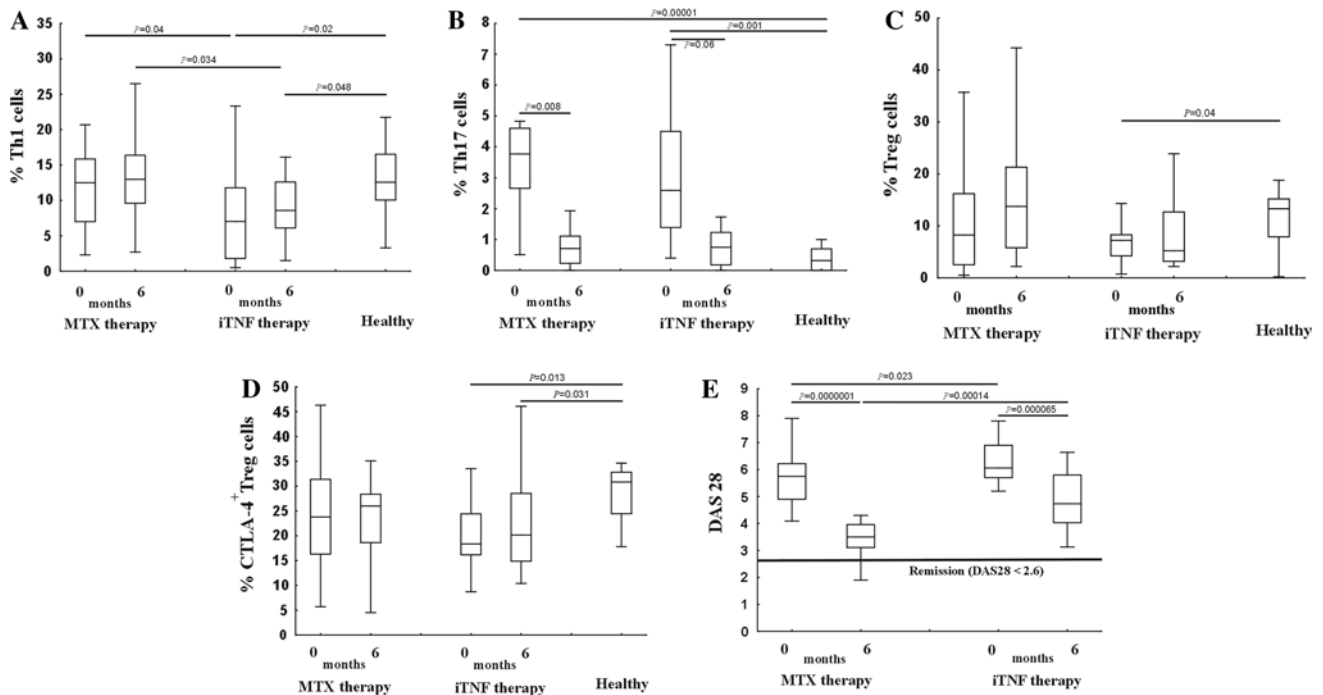 A
P=0.04
P=0.02
P=0.034
P=0.048
% Th1 cells
35
30
25
20
15
10
5
0
0 6 0 6
months months
MTX therapy iTNF therapy Healthy
B
P=0.00001
P=0.001
P=0.06
P=0.008
% Th17 cells
8
7
6
5
4
3
2
1
0
0 6 0 6
months months
MTX therapy iTNF therapy Healthy
C
P=0.04
% Treg cells
50
40
30
20
10
0
0 6 0 6
months months
MTX therapy iTNF therapy Healthy
D
P=0.013
P=0.031
% CTLA-4+ Treg cells
50
45
40
35
30
25
20
15
10
5
0
0 6 0 6
months months
MTX therapy iTNF therapy Healthy
E
P=0.023
P=0.0000001 P=0.00014
P=0.000065
DAS 28
9
8
7
6
5
4
3
2
1
0
Remission (DAS28 < 2.6)
0 6 0 6
months months
MTX therapy iTNF therapy